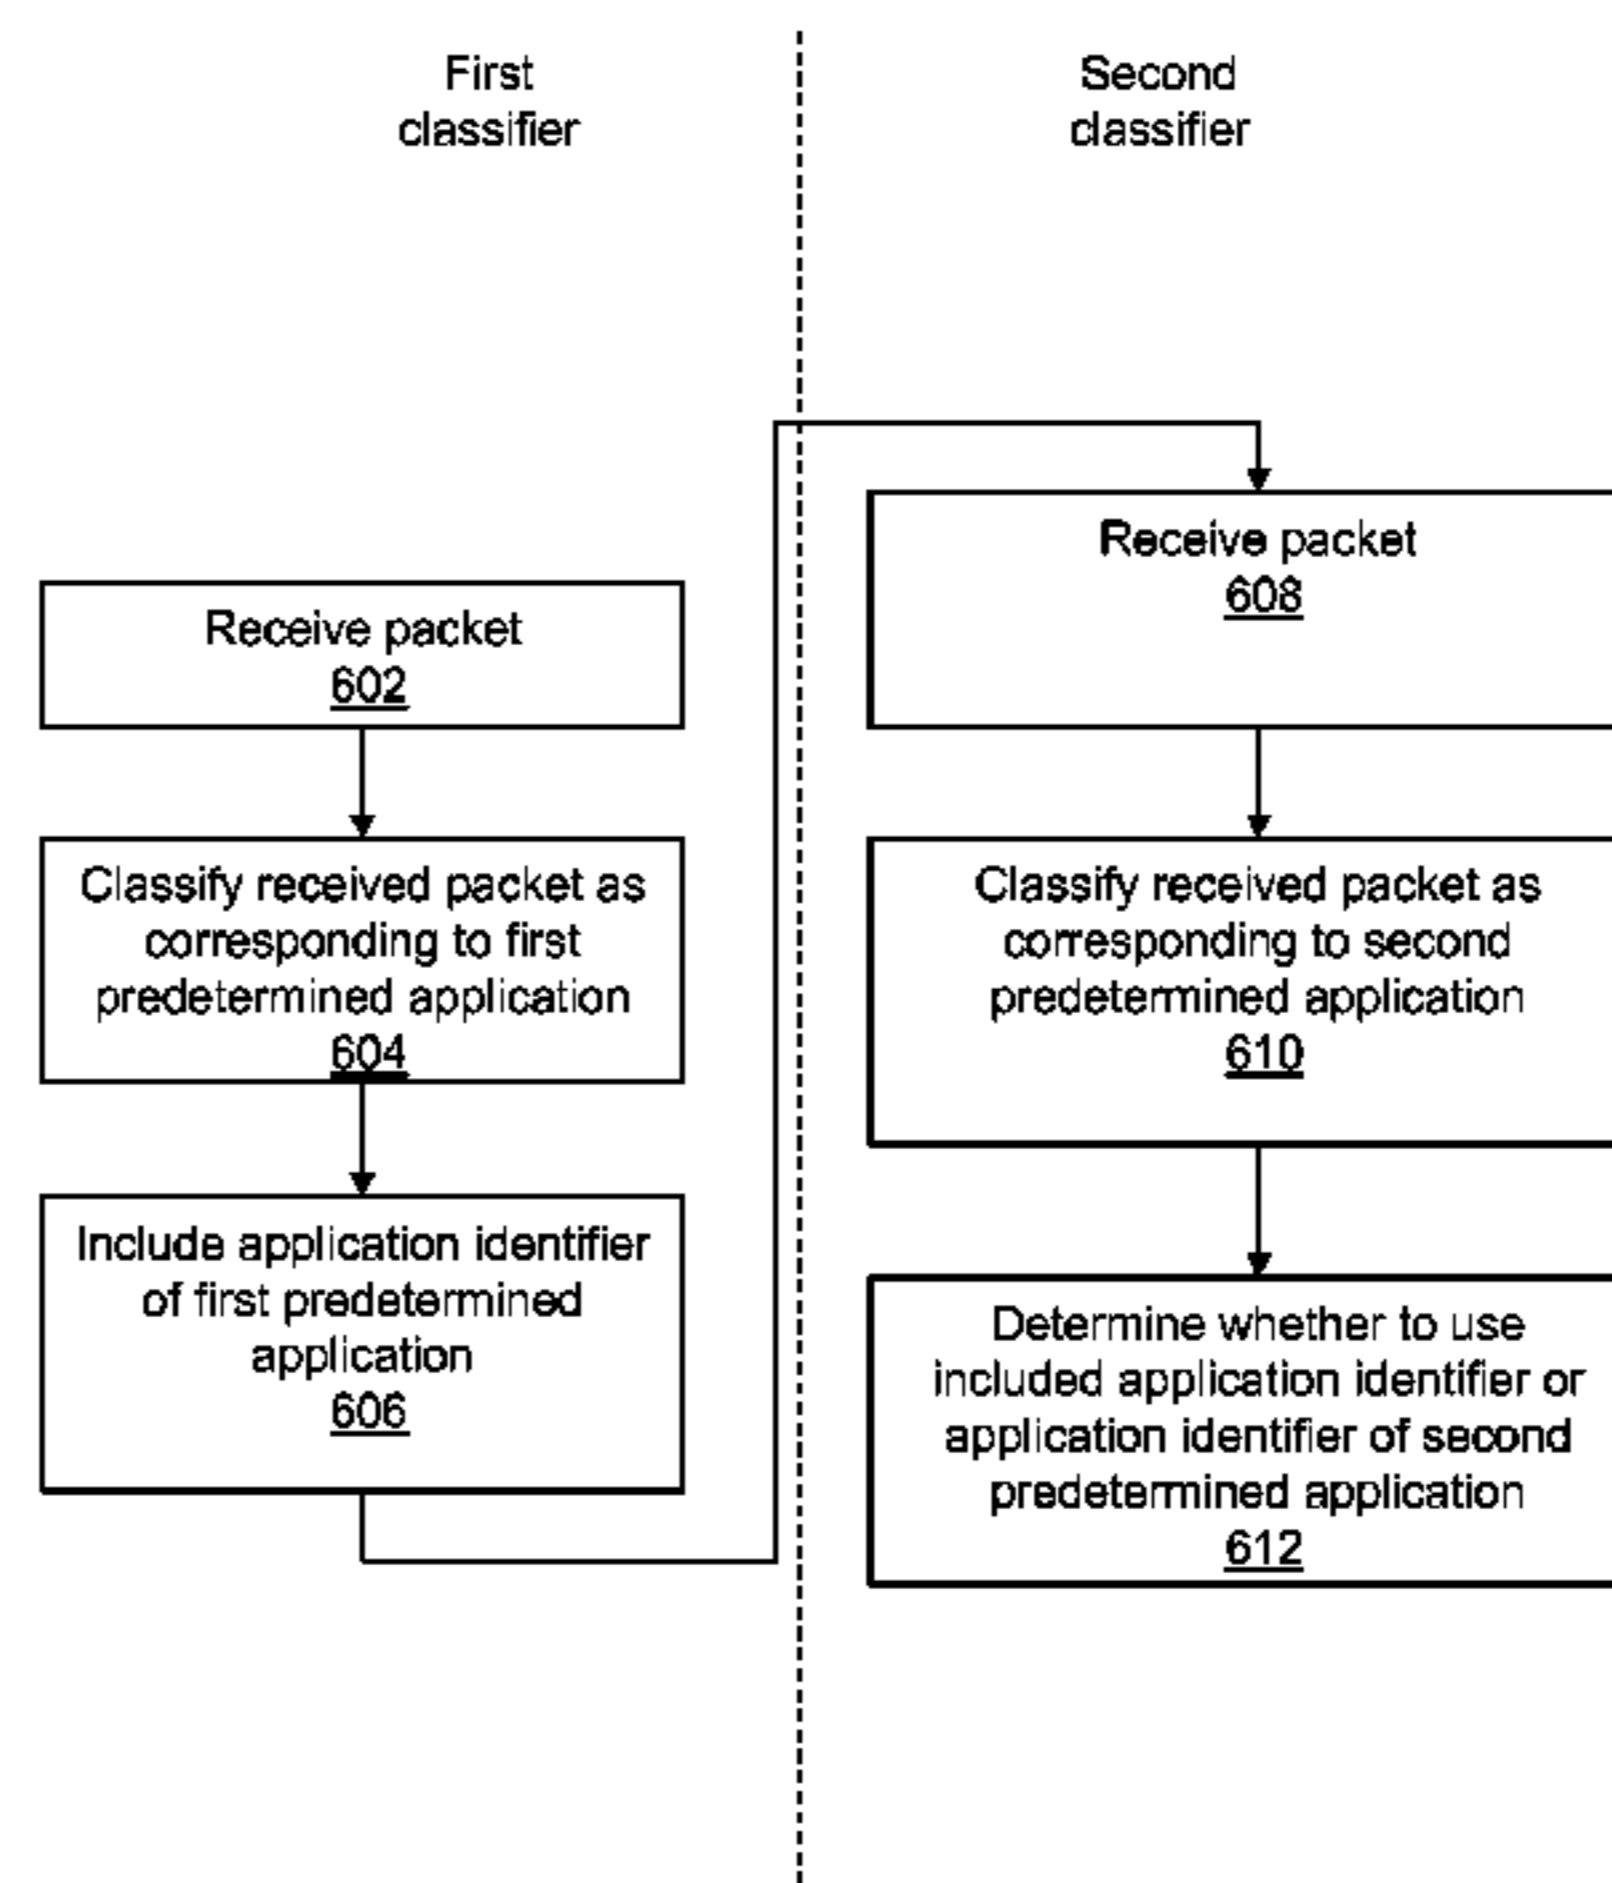 First
classifier
Second
classifier
Receive packet
602
Classify received packet as
corresponding to first
predetermined application
604
Include application identifier
of first predetermined
application
606
Receive packet
608
Classify received packet as
corresponding to second
predetermined application
610
Determine whether to use
included application identifier or
application identifier of second
predetermined application
612